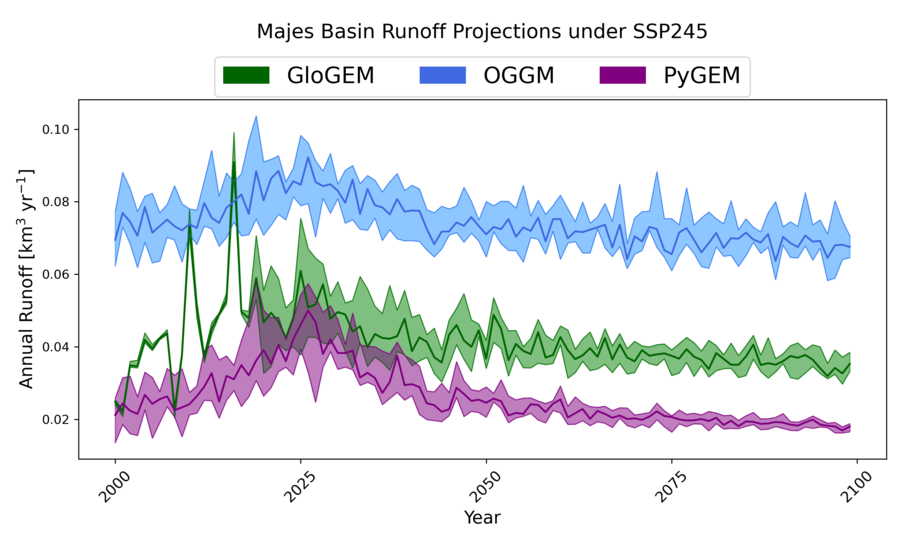 Majes Basin Runoff Projections under SSP245
GloGEM OGGM PyGEM
Annual Runoff [km³ yr⁻¹]
0.10
0.08
0.06
0.04
0.02
2000 2025 2050 2075 2100
Year